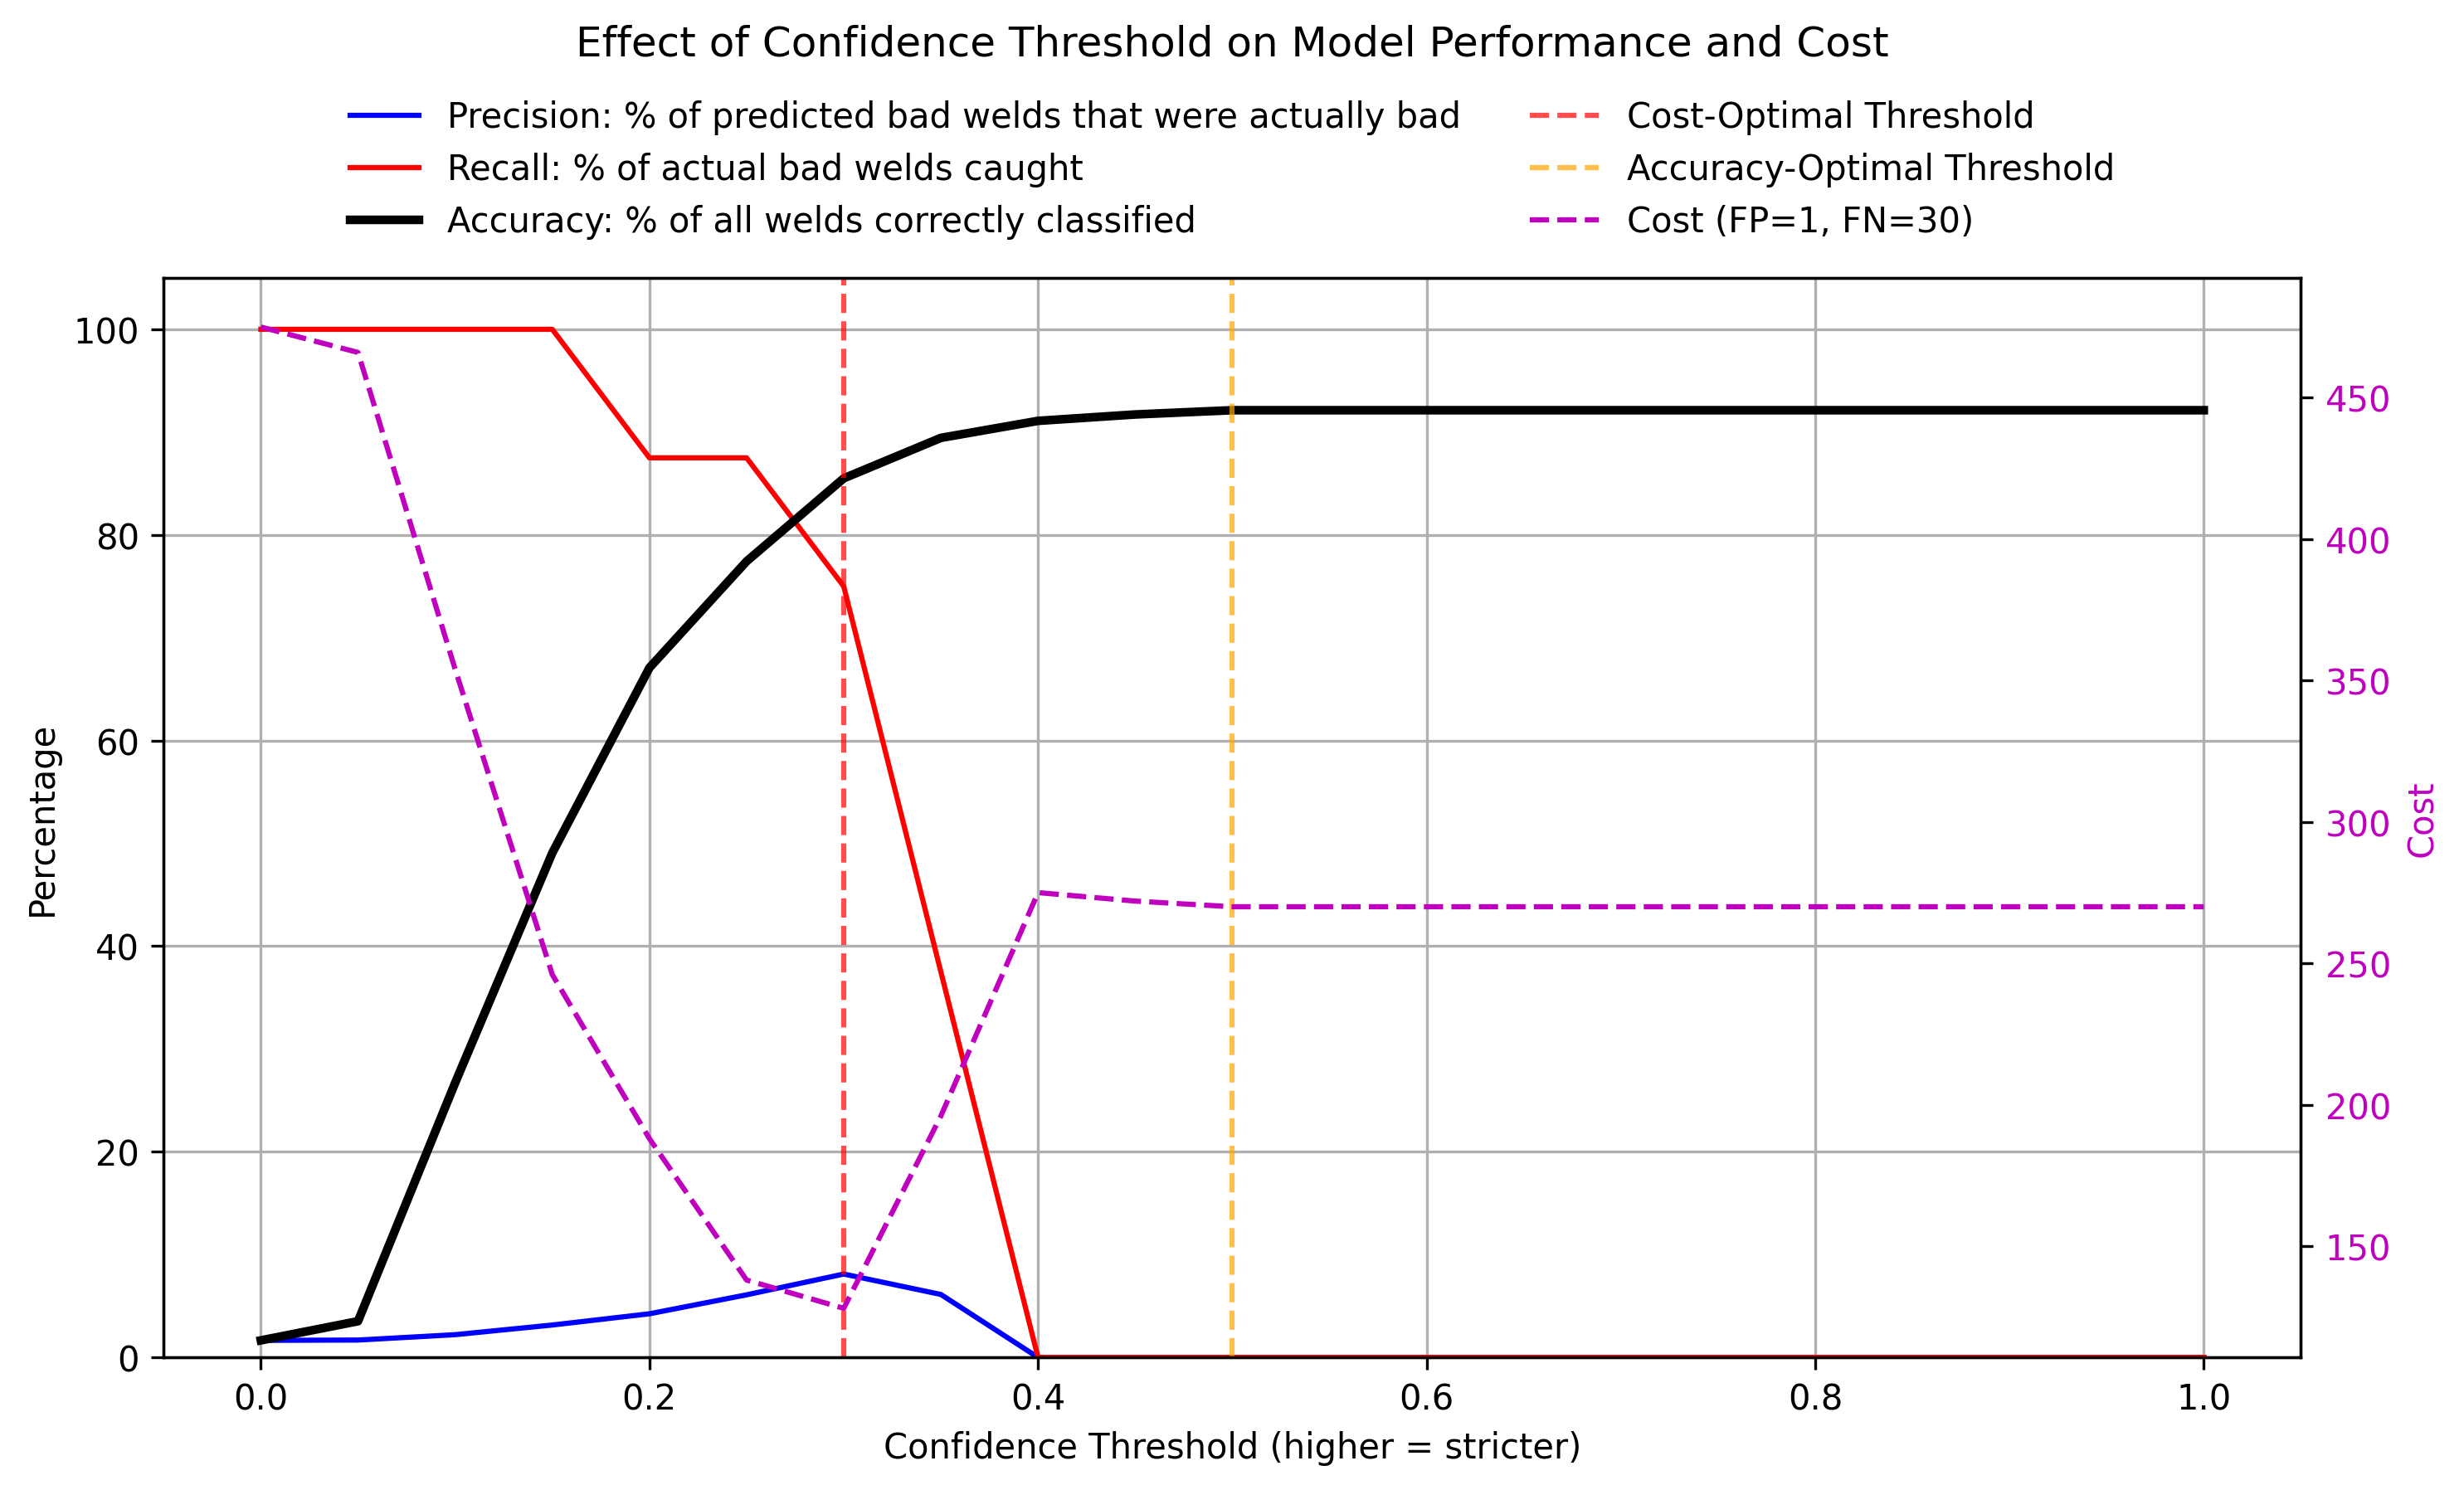 Effect of Confidence Threshold on Model Performance and Cost
Precision: % of predicted bad welds that were actually bad
Recall: % of actual bad welds caught
Accuracy: % of all welds correctly classified
Cost-Optimal Threshold
Accuracy-Optimal Threshold
Cost (FP=1, FN=30)
Percentage
100
80
60
40
20
0
0.0
0.2
0.4
0.6
0.8
1.0
Confidence Threshold (higher = stricter)
450
400
350
300
250
200
150
Cost